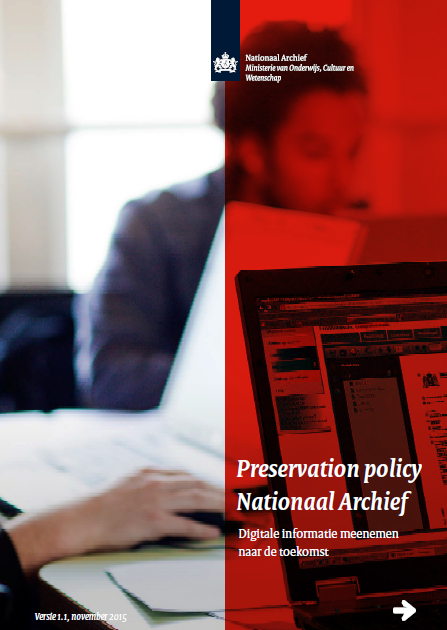 Nationaal Archief
Ministerie van Onderwijs, Cultuur en
Wetenschap
Preservation policy
Nationaal Archief
Digitale informatie meenemen
naar de toekomst
Versie 1.1, november 2015